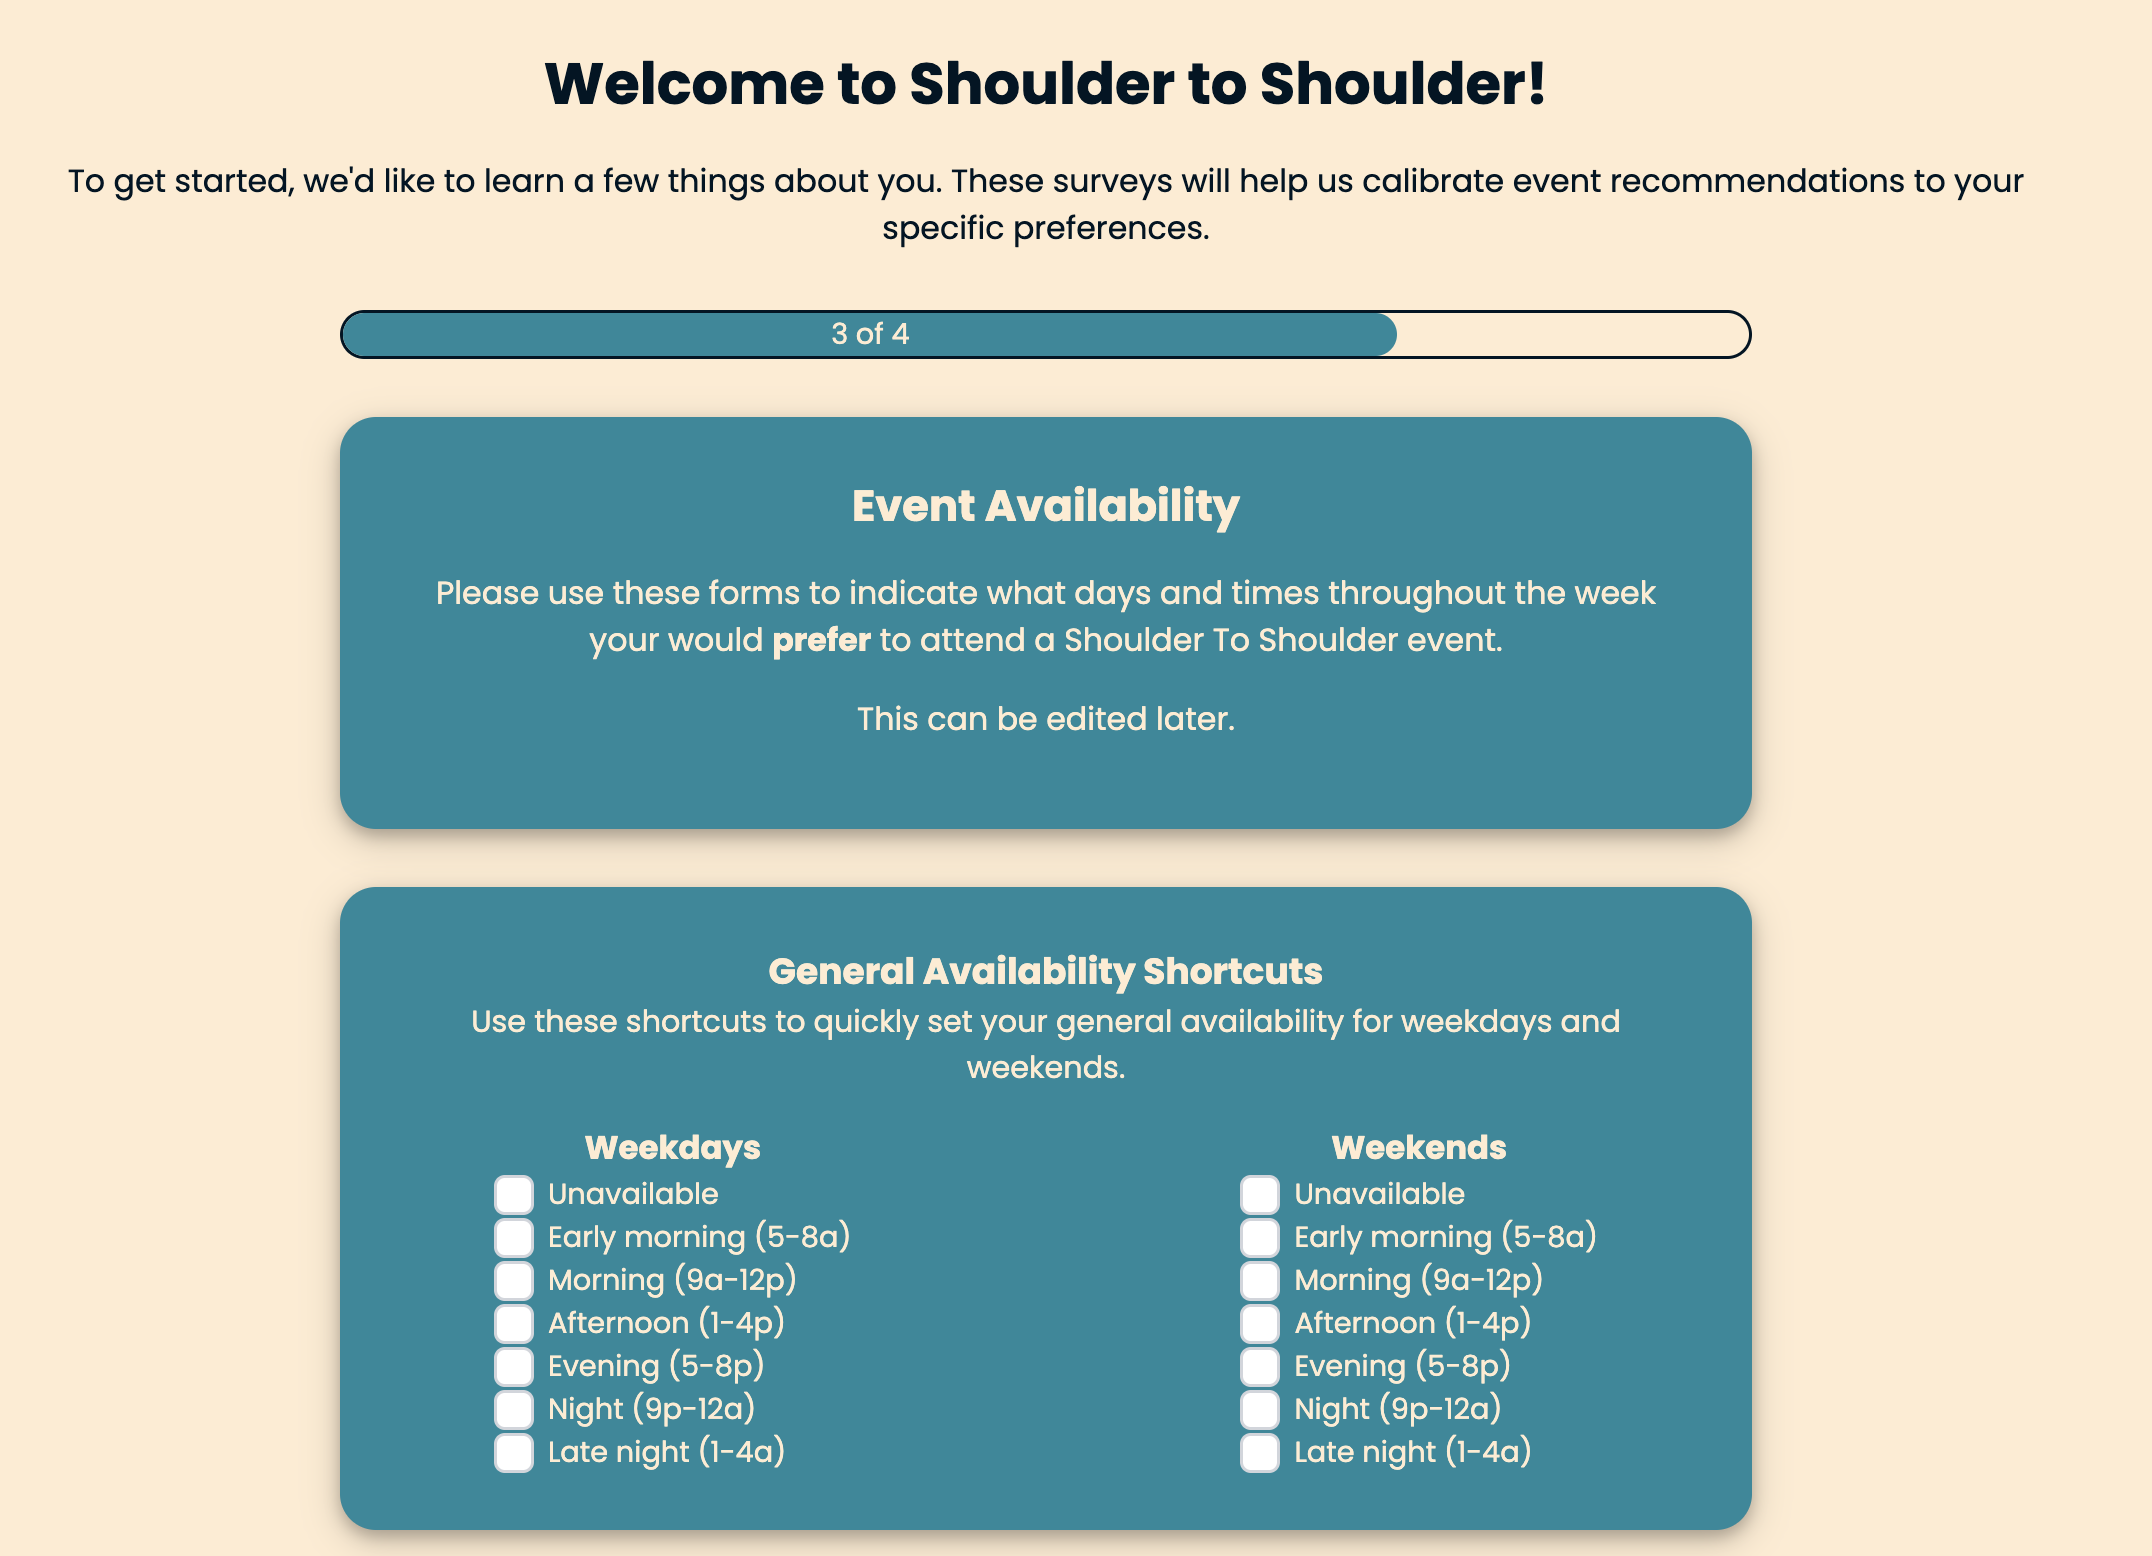 Welcome to Shoulder to Shoulder!
To get started, we'd like to learn a few things about you. These surveys will help us calibrate event recommendations to your
specific preferences.
3 of 4
Event Availability
Please use these forms to indicate what days and times throughout the week
your would prefer to attend a Shoulder To Shoulder event.
This can be edited later.
General Availability Shortcuts
Use these shortcuts to quickly set your general availability for weekdays and
weekends.
Weekdays
Unavailable
Early morning (5-8a)
Morning (9a-12p)
Afternoon (1-4p)
Evening (5-8p)
Night (9p-12a)
Late night (1-4a)
Weekends
Unavailable
Early morning (5-8a)
Morning (9a-12p)
Afternoon (1-4p)
Evening (5-8p)
Night (9p-12a)
Late night (1-4a)